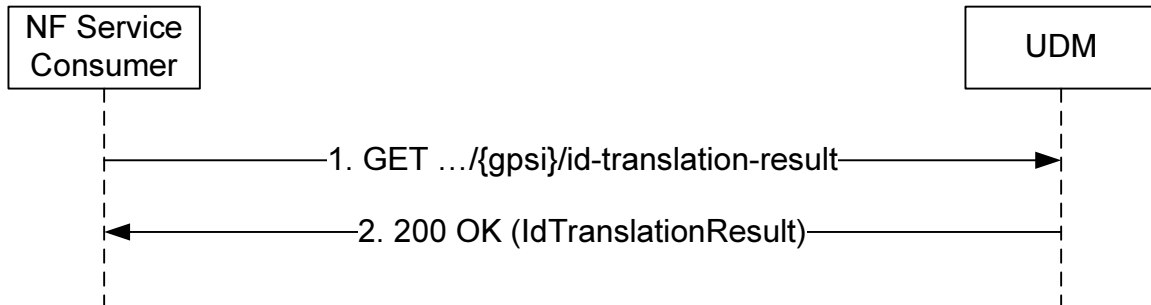 NF Service
Consumer
UDM
1. GET …/{gpsi}/id-translation-result
2. 200 OK (IdTranslationResult)